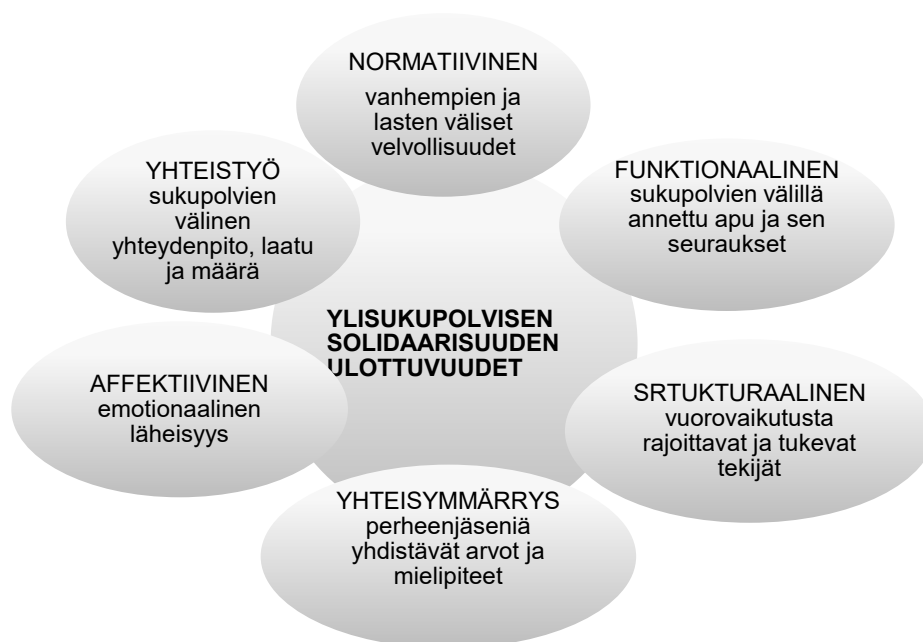 NORMATIIVINEN
vanhempien ja
lasten väliset
velvollisuudet
FUNKTIONAALINEN
sukupolvien välillä
annettu apu ja sen
seuraukset
SRTUKTURAALINEN
vuorovaikutusta
rajoittavat ja tukevat
tekijät
YHTEISYMMÄRRYS
perheenjäseniä
yhdistävät arvot ja
mielipiteet
AFFEKTIIVINEN
emotionaalinen
läheisyys
YHTEISTYÖ
sukupolvien
välinen
yhteydenpito, laatu
ja määrä
YLISUKUPOLVISEN
SOLIDAARISUUDEN
ULOTTUVUUDET